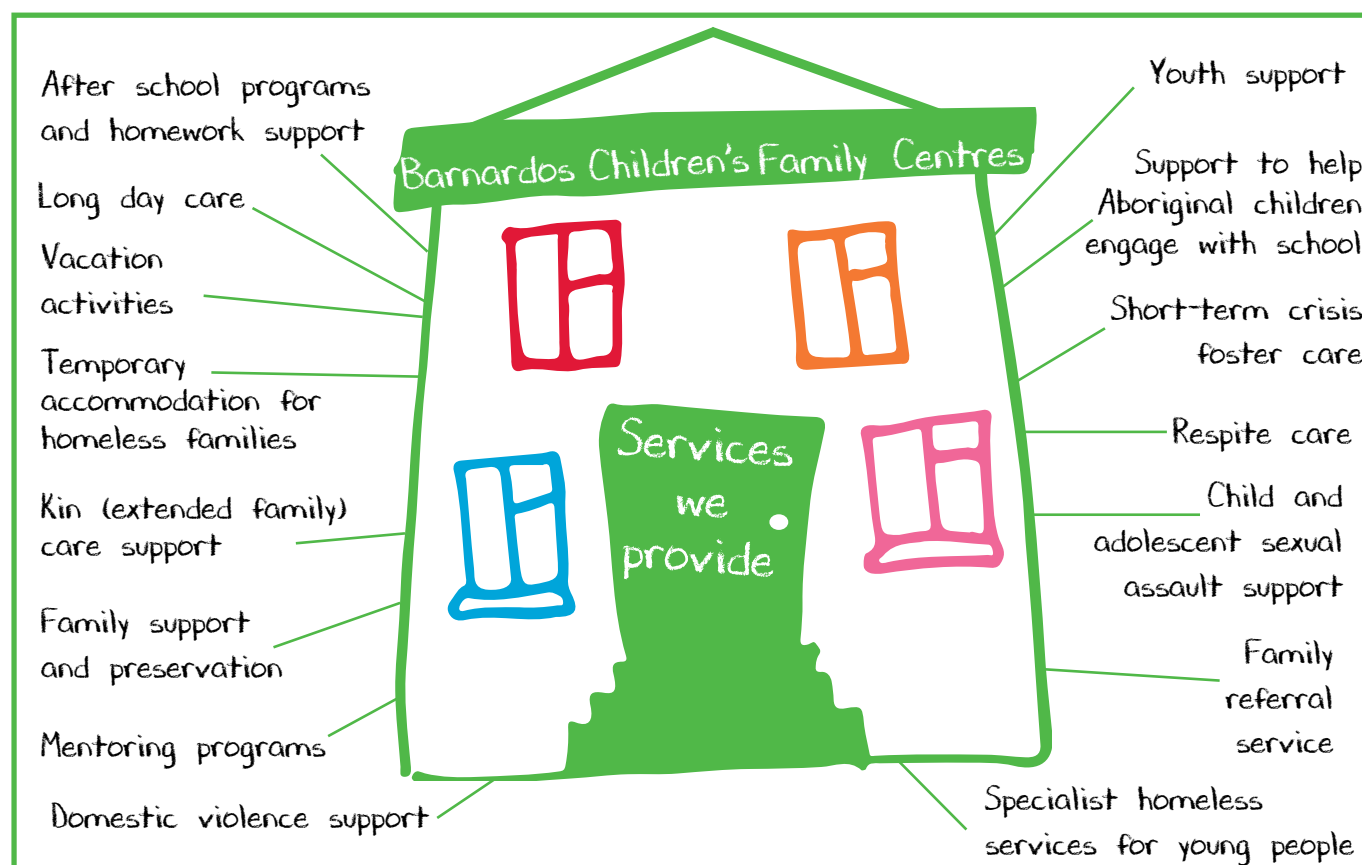 After school programs
and homework support
Long day care
Vacation
activities
Temporary
accommodation for
homeless families
Kin (extended family)
care support
Family support
and preservation
Mentoring programs
Domestic violence support
Barnardos Children's Family Centres
Services
we
provide
Youth support
Support to help
Aboriginal children
engage with school
Short-term crisis
foster care
Respite care
Child and
adolescent sexual
assault support
Family
referral
service
Specialist homeless
services for young people